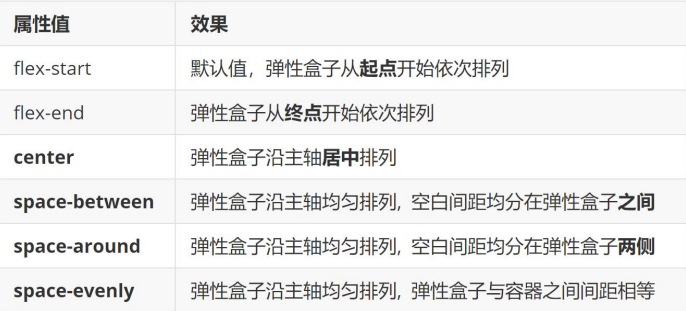 属性值 效果
flex-start 默认值，弹性盒子从起点开始依次排列
flex-end 弹性盒子从终点开始依次排列
center 弹性盒子沿主轴居中排列
space-between 弹性盒子沿主轴均匀排列, 空白间距均分在弹性盒子之间
space-around 弹性盒子沿主轴均匀排列, 空白间距均分在弹性盒子两侧
space-evenly 弹性盒子沿主轴均匀排列, 弹性盒子与容器之间间距相等